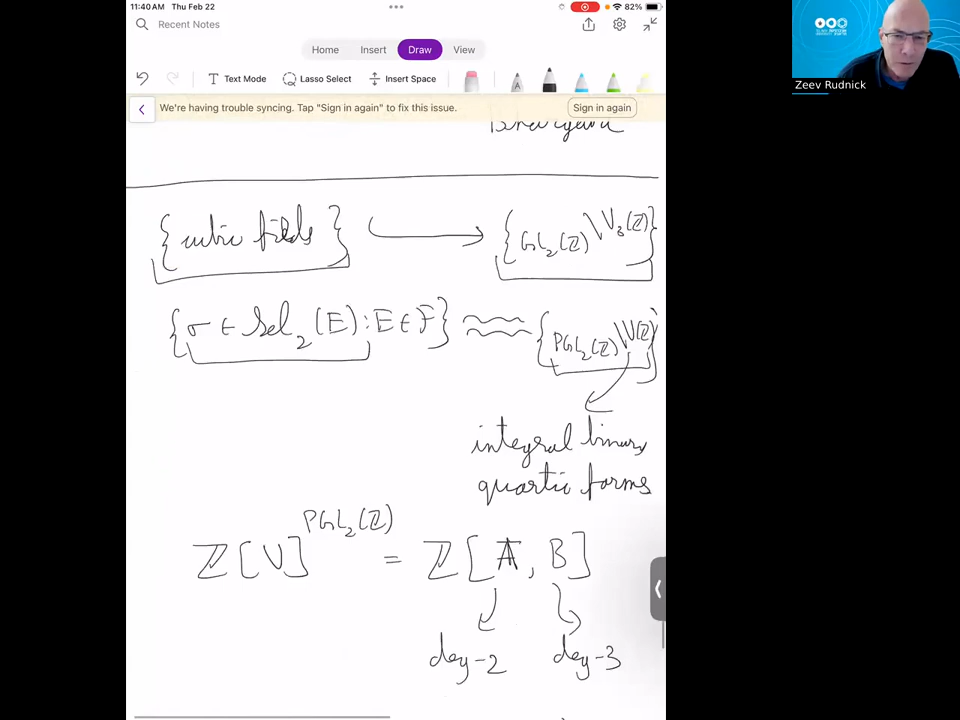 11:40 AM Thu Feb 22
82%
Recent Notes
Home Insert Draw View
Text Mode Lasso Select Insert Space
We're having trouble syncing. Tap "Sign in again" to fix this issue. Sign in again
Zeev Rudnick
Bhargava
{cubic fields} ↪ {GL₂(ℤ)\V₃(ℤ)}
{σ ∈ Sel₂(E) : E ∈ F} ≈ {PGL₂(ℤ)\V(ℤ)}
integral binary
quartic forms
ℤ[V]^PGL₂(ℤ) = ℤ[A, B]
deg-2 deg-3